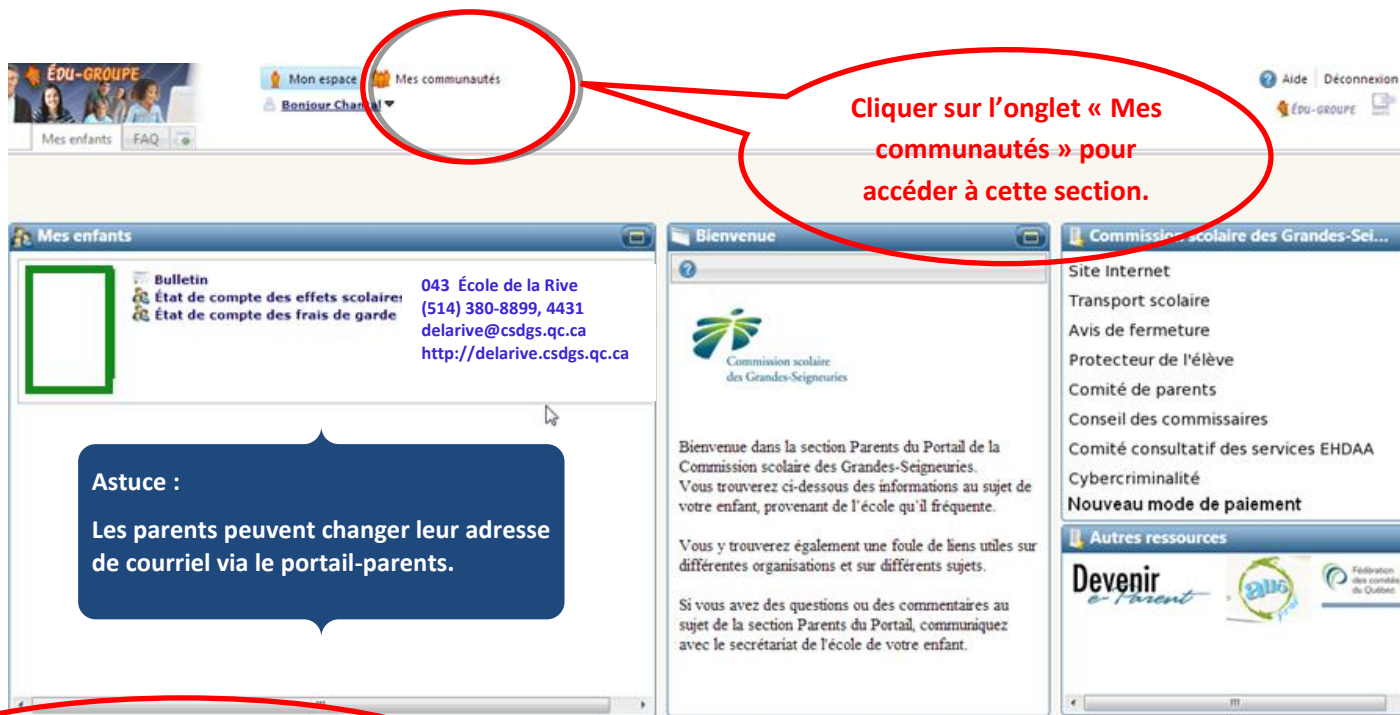 ÉDU-GROUPE
Mon espace
Mes communautés
Bonjour Chantal
Mes enfants
FAQ
Aide
Déconnexion
ÉDU-GROUPE
Cliquer sur l'onglet « Mes
communautés » pour
accéder à cette section.
Mes enfants
Bulletin
État de compte des effets scolaires
État de compte des frais de garde
043 École de la Rive
(514) 380-8899, 4431
delarive@csdgs.qc.ca
http://delarive.csdgs.qc.ca
Astuce :
Les parents peuvent changer leur adresse
de courriel via le portail-parents.
Bienvenue
Commission scolaire
des Grandes-Seigneuries
Bienvenue dans la section Parents du Portail de la
Commission scolaire des Grandes-Seigneuries.
Vous trouverez ci-dessous des informations au sujet de
votre enfant, provenant de l'école qu'il fréquente.
Vous y trouverez également une foule de liens utiles sur
différentes organisations et sur différents sujets.
Si vous avez des questions ou des commentaires au
sujet de la section Parents du Portail, communiquez
avec le secrétariat de l'école de votre enfant.
Commission scolaire des Grandes-Sei...
Site Internet
Transport scolaire
Avis de fermeture
Protecteur de l'élève
Comité de parents
Conseil des commissaires
Comité consultatif des services EHDAA
Cybercriminalité
Nouveau mode de paiement
Autres ressources
Devenir
e-Parent
allô
prof
Fédération
des comités
du Québec